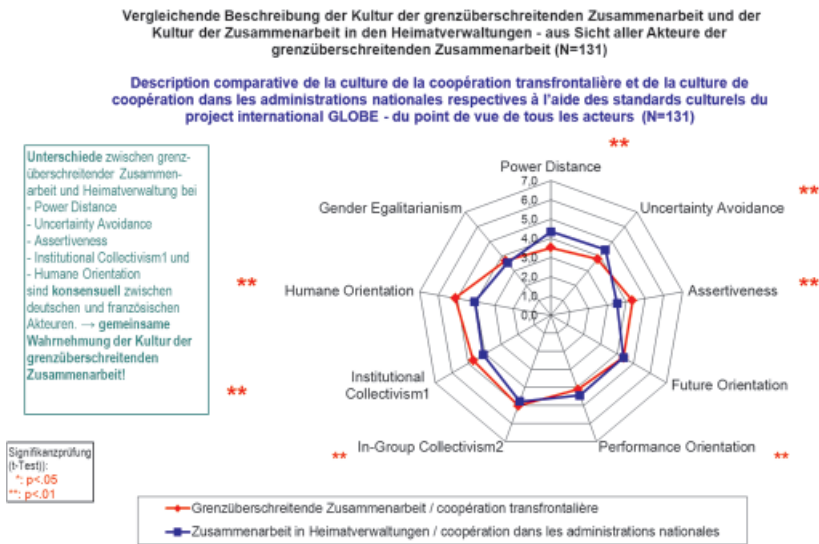 Vergleichende Beschreibung der Kultur der grenzüberschreitenden Zusammenarbeit und der
Kultur der Zusammenarbeit in den Heimatverwaltungen - aus Sicht aller Akteure der
grenzüberschreitenden Zusammenarbeit (N=131)
Description comparative de la culture de la coopération transfrontalière et de la culture de
coopération dans les administrations nationales respectives à l'aide des standards culturels du
project international GLOBE - du point de vue de tous les acteurs (N=131)
Unterschiede zwischen grenz-
überschreitender Zusammen-
arbeit und Heimatverwaltung bei
- Power Distance
- Uncertainty Avoidance
- Assertiveness
- Institutional Collectivism1 und
- Humane Orientation
sind konsensuell zwischen
deutschen und französischen
Akteuren. → gemeinsame
Wahrnehmung der Kultur der
grenzüberschreitenden
Zusammenarbeit!
**
Power Distance
7,0
6,0
5,0
4,0
3,0
2,0
1,0
0,0
Uncertainty Avoidance
**
Assertiveness
**
Future Orientation
Performance Orientation
**
In-Group Collectivism2
**
Institutional
Collectivism1
**
Humane Orientation
**
Gender Egalitarianism
Signifikanzprüfung
(t-Test)):
*: p<.05
**: p<.01
Grenzüberschreitende Zusammenarbeit / coopération transfrontalière
Zusammenarbeit in Heimatverwaltungen / coopération dans les administrations nationales